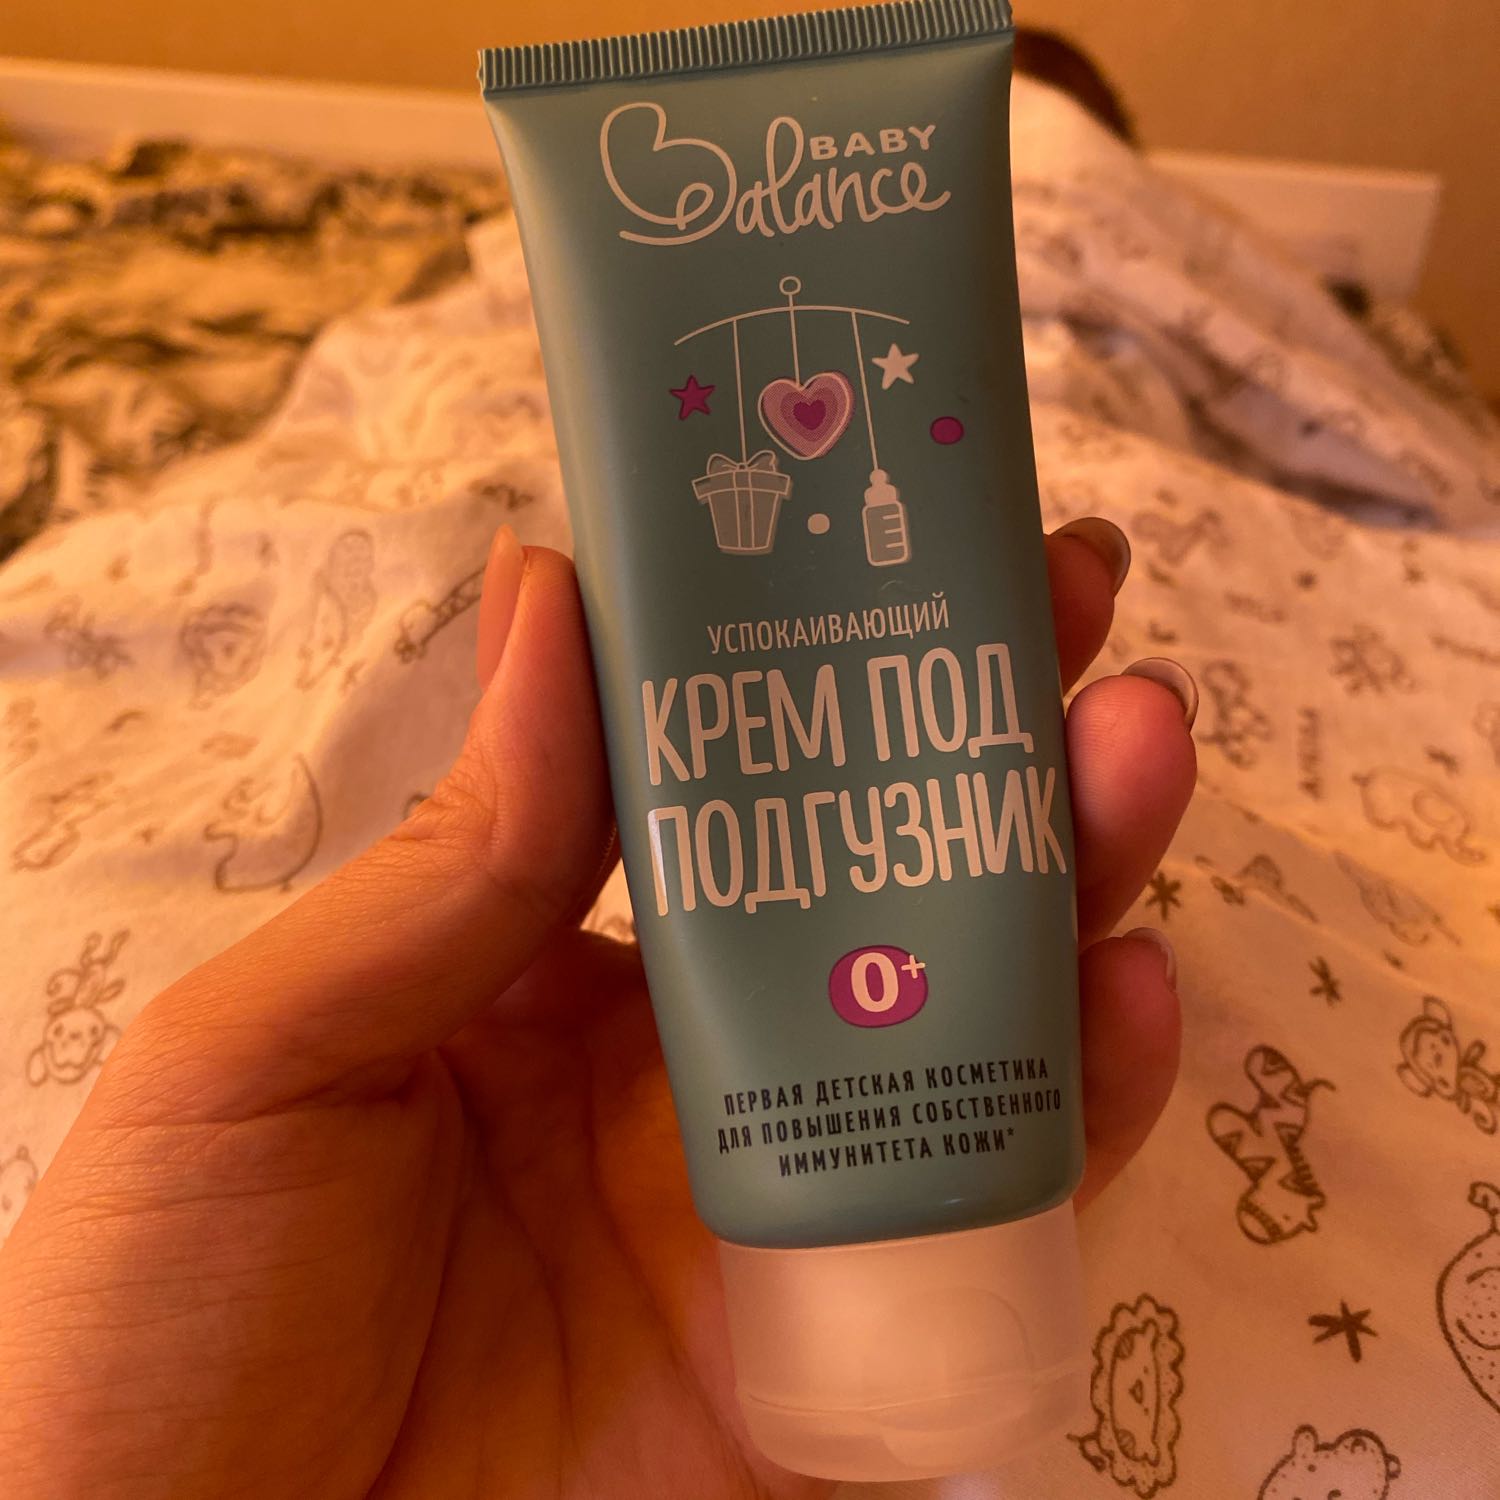 BABY
Balance
УСПОКАИВАЮЩИЙ
КРЕМ ПОД
ПОДГУЗНИК
0+
ПЕРВАЯ ДЕТСКАЯ КОСМЕТИКА
ДЛЯ ПОВЫШЕНИЯ СОБСТВЕННОГО
ИММУНИТЕТА КОЖИ*